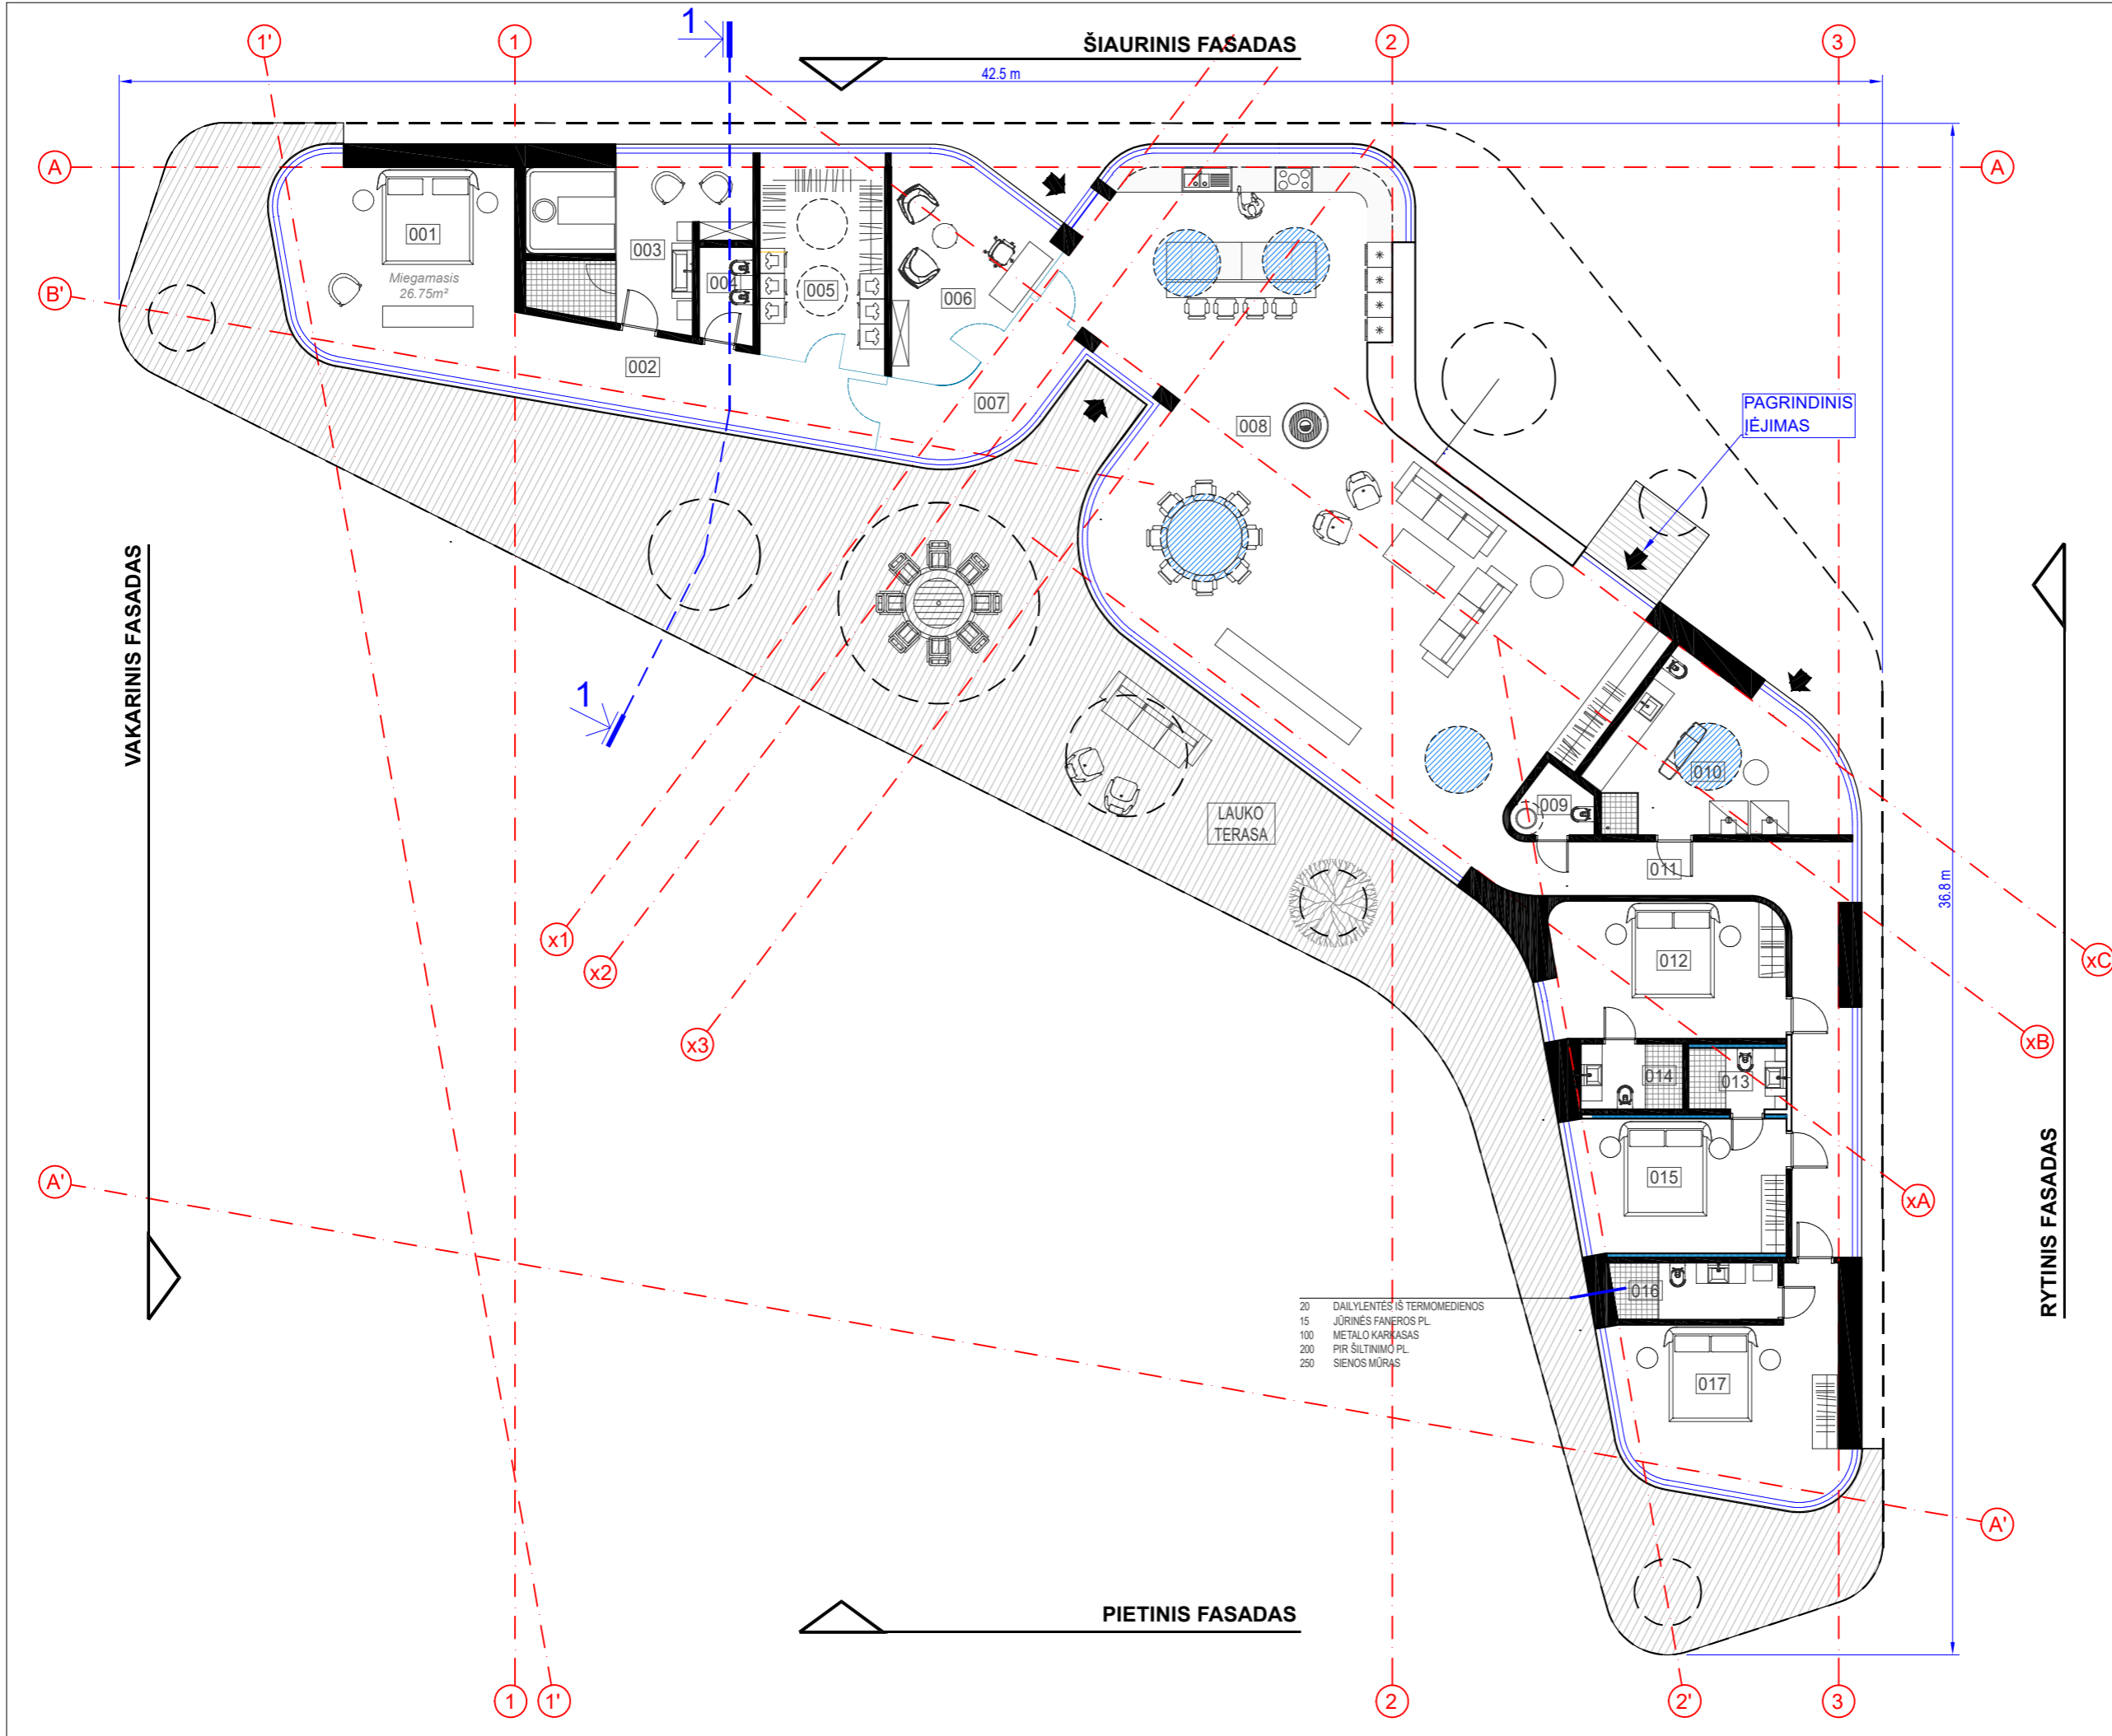 1'
1
1
ŠIAURINIS FASADAS
2
3
42.5 m
A
A
001
Miegamasis
26.75m²
003
004
005
006
B'
002
007
008
PAGRINDINIS
ĮĖJIMAS
VAKARINIS FASADAS
1
010
009
LAUKO
TERASA
011
36.8 m
x1
x2
x3
012
xC
xB
014
013
A'
015
xA
RYTINIS FASADAS
016
20 DAILYLENTĖS IŠ TERMOMEDIENOS
15 JŪRINĖS FANEROS PL.
100 METALO KARKASAS
200 PIR ŠILTINIMO PL.
250 SIENOS MŪRAS
017
A'
PIETINIS FASADAS
1
1'
2
2'
3